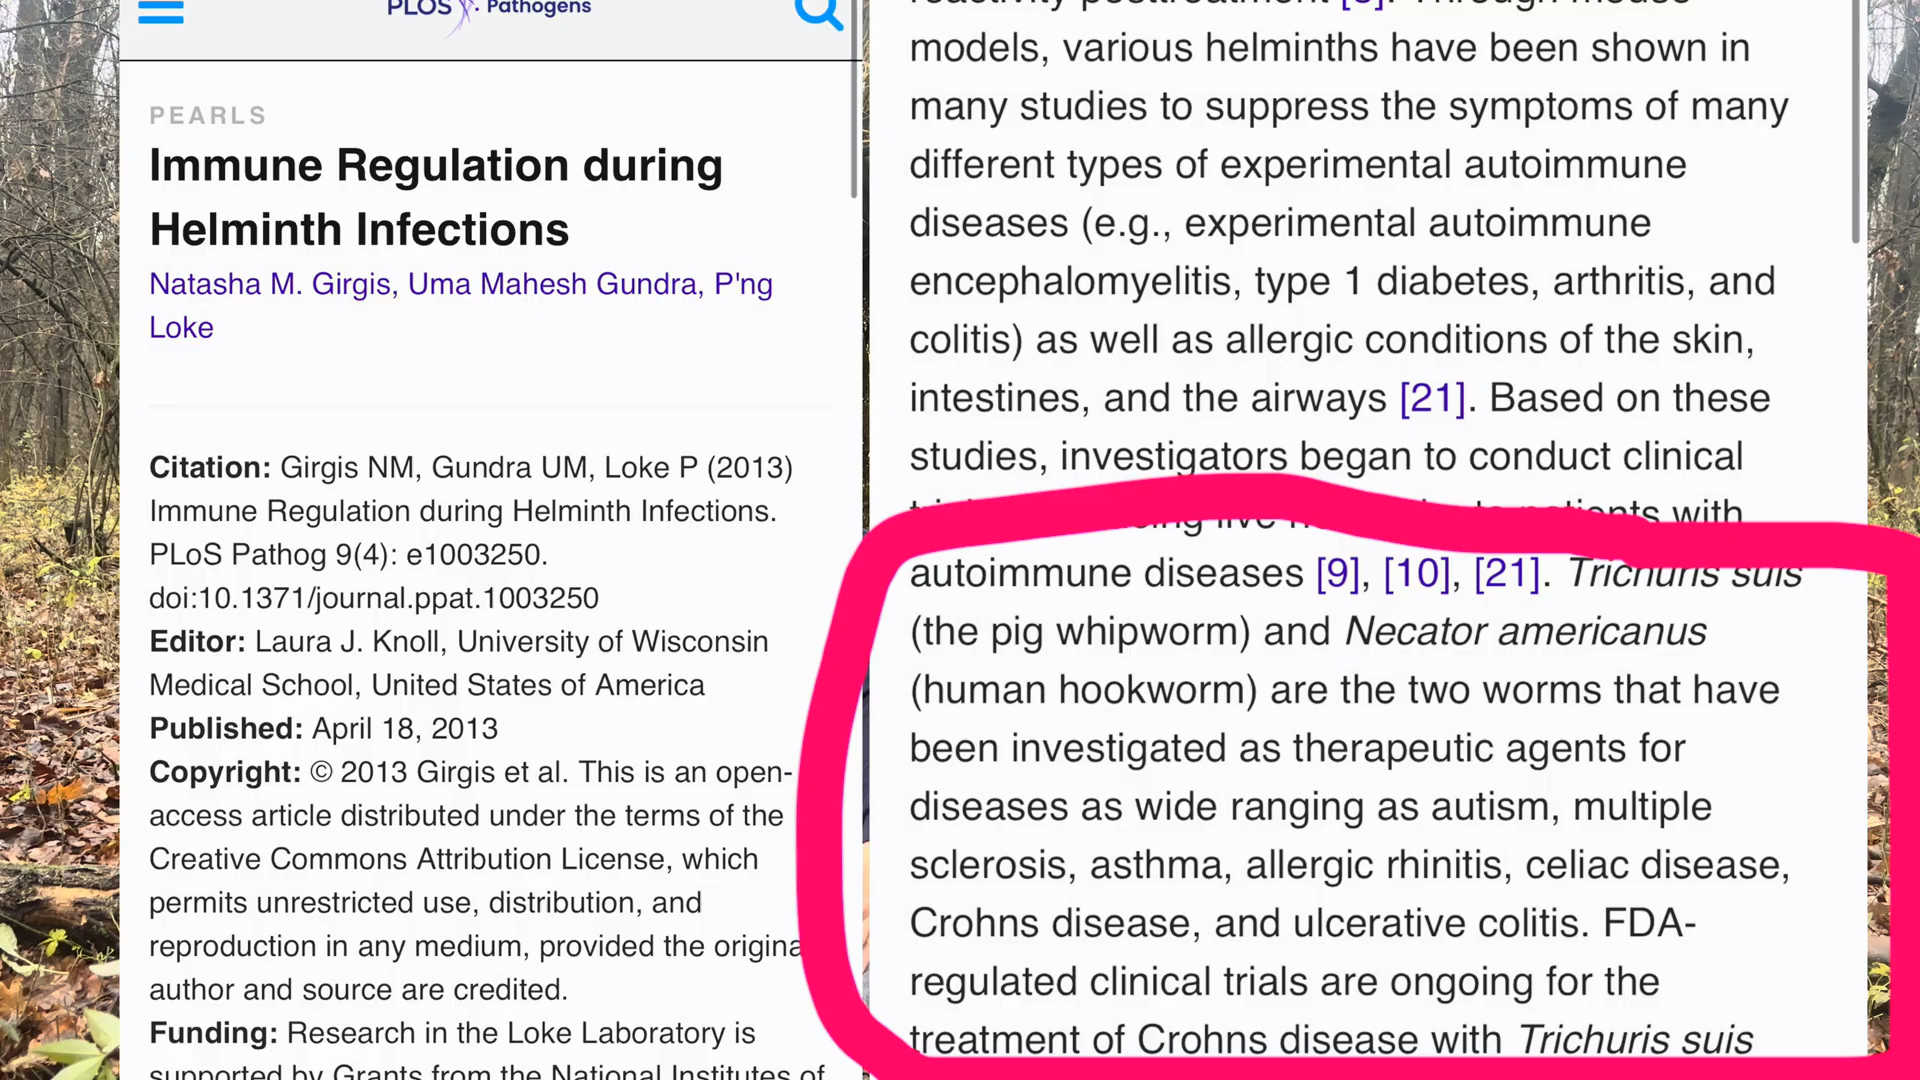 PLOS Pathogens
PEARLS
Immune Regulation during
Helminth Infections
Natasha M. Girgis, Uma Mahesh Gundra, P'ng
Loke
Citation: Girgis NM, Gundra UM, Loke P (2013)
Immune Regulation during Helminth Infections.
PLoS Pathog 9(4): e1003250.
doi:10.1371/journal.ppat.1003250
Editor: Laura J. Knoll, University of Wisconsin
Medical School, United States of America
Published: April 18, 2013
Copyright: © 2013 Girgis et al. This is an open-
access article distributed under the terms of the
Creative Commons Attribution License, which
permits unrestricted use, distribution, and
reproduction in any medium, provided the origina
author and source are credited.
Funding: Research in the Loke Laboratory is
supported by Grants from the National Institutes of
models, various helminths have been shown in
many studies to suppress the symptoms of many
different types of experimental autoimmune
diseases (e.g., experimental autoimmune
encephalomyelitis, type 1 diabetes, arthritis, and
colitis) as well as allergic conditions of the skin,
intestines, and the airways [21]. Based on these
studies, investigators began to conduct clinical
live patients with
autoimmune diseases [9], [10], [21]. Trichuris suis
(the pig whipworm) and Necator americanus
(human hookworm) are the two worms that have
been investigated as therapeutic agents for
diseases as wide ranging as autism, multiple
sclerosis, asthma, allergic rhinitis, celiac disease,
Crohns disease, and ulcerative colitis. FDA-
regulated clinical trials are ongoing for the
treatment of Crohns disease with Trichuris suis